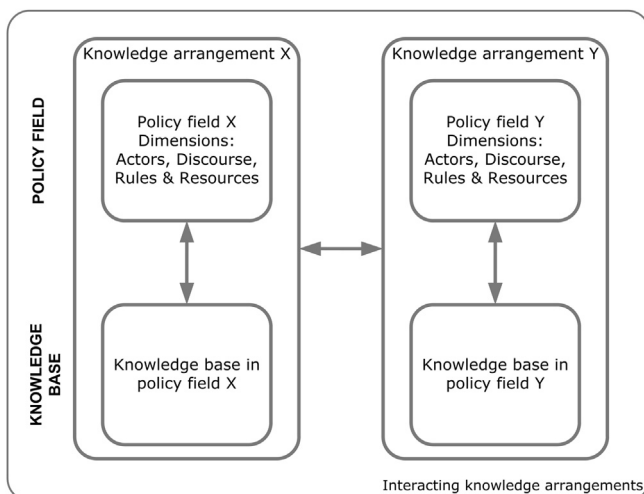 Knowledge arrangement X
Knowledge arrangement Y
POLICY FIELD
Policy field X
Dimensions:
Actors, Discourse,
Rules & Resources
Policy field Y
Dimensions:
Actors, Discourse,
Rules & Resources
KNOWLEDGE
BASE
Knowledge base in
policy field X
Knowledge base in
policy field Y
Interacting knowledge arrangements